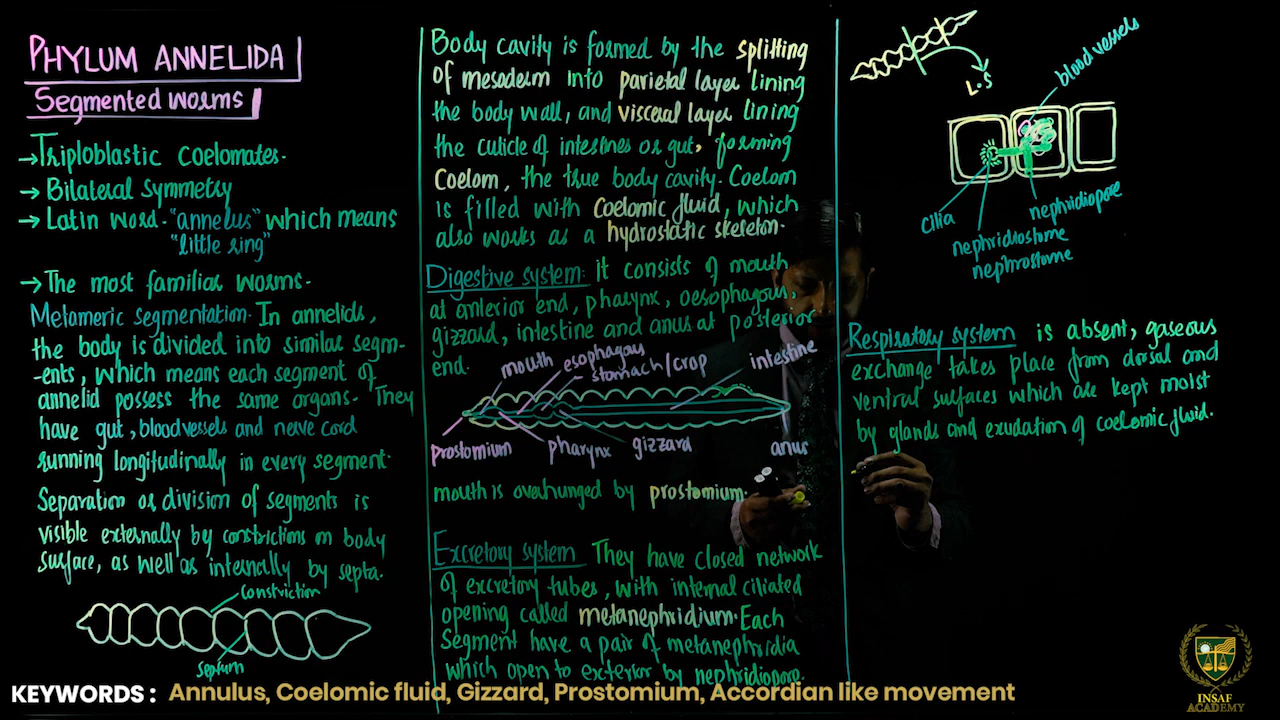 PHYLUM ANNELIDA
Segmented worms
→Triploblastic coelomates.
→ Bilateral symmetry
→ Latin word. "annelus" which means
"little ring"
→The most familiar worms.
Metameric segmentation. In annelids,
the body is divided into similar segm-
-ents, which means each segment of
annelid possess the same organs. They
have gut, blood vessels and nerve cord
running longitudinally in every segment.
Separation or division of segments is
visible externally by constrictions on body
surface, as well as internally by septa.
constriction
septum
Body cavity is formed by the splitting
of mesoderm into parietal layer lining
the body wall, and visceral layer lining
the cuticle of intestines or gut, forming
Coelom, the true body cavity. Coelom
is filled with Coelomic fluid, which
also works as a hydrostatic skeleton.
Digestive system: it consists of mouth
at anterior end, pharynx, oesophagous,
gizzard, intestine and anus at posterior
end.
mouth esophagous stomach/crop intestine
prostomium pharynx gizzard anus
mouth is overhunged by prostomium.
Excretory system They have closed network
of excretory tubes, with internal ciliated
opening called metanephridium. Each
Segment have a pair of metanephridia
which open to exterior by nephridiopore.
L.S
blood vessels
cilia
nephridiopore
nephridiostome
nephrostome
Respiratory system is absent, gaseous
exchange takes place from dorsal and
ventral surfaces which are kept moist
by glands and exudation of coelomic fluid.
KEYWORDS : Annulus, Coelomic fluid, Gizzard, Prostomium, Accordian like movement
INSAF
ACADEMY